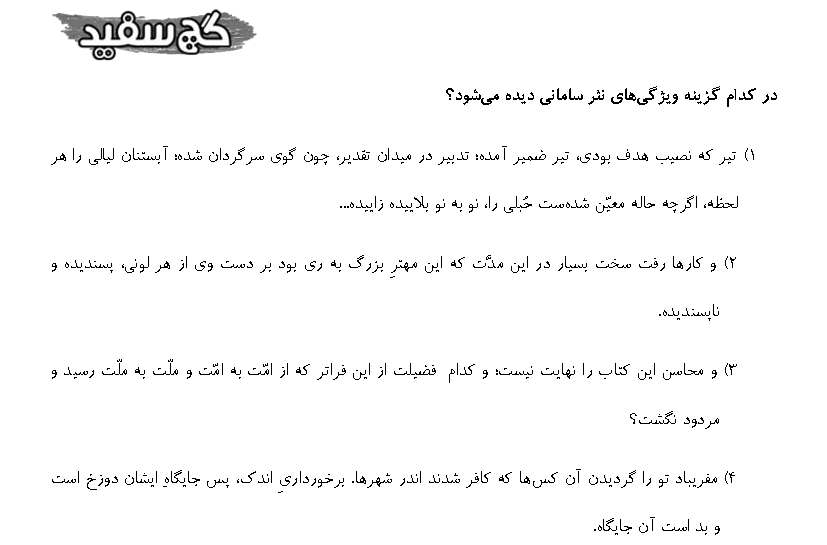 گچ سفید
در کدام گزینه ویژگی‌های نثر سامانی دیده می‌شود؟
۱) تیر که نصیب هدف بودی، تیر ضمیر آمده؛ تدبیر در میدان تقدیر، چون گوی سرگردان شده؛ آبستنان لیالی را هر
لحظه، اگرچه حاله معیّن شده‌ست حُبلی را، نو به نو بلاییده زاییده...
۲) و کارها رفت سخت بسیار در این مدّت که این مهترِ بزرگ به ری بود بر دست وی از هر لونی، پسندیده و
ناپسندیده.
۳) و محاسن این کتاب را نهایت نیست؛ و کدام فضیلت از این فراتر که از امّت به امّت و ملّت به ملّت رسید و
مردود نگشت؟
۴) مفریباد تو را گردیدن آن کس‌ها که کافر شدند اندر شهرها. برخورداریِ اندک، پس جایگاهِ ایشان دوزخ است
و بد است آن جایگاه.